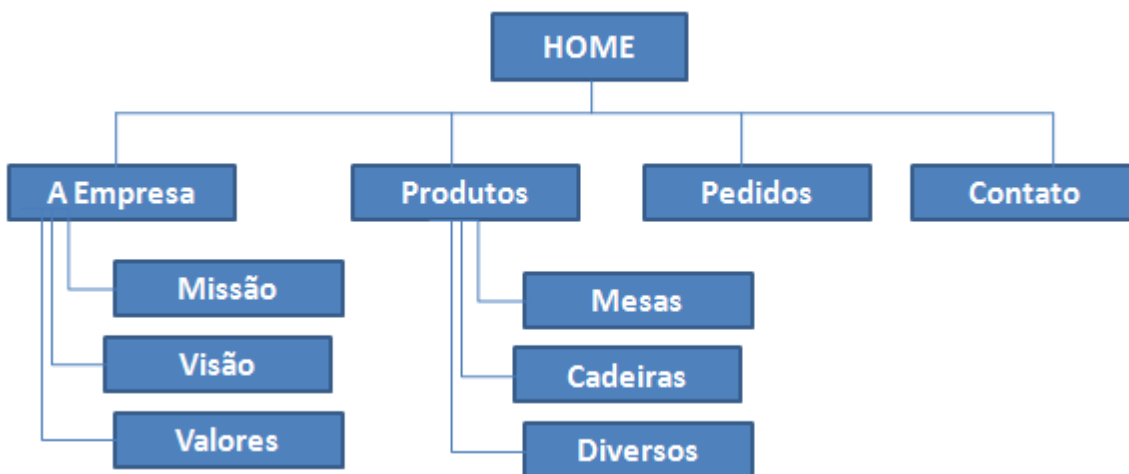 HOME
A Empresa
Produtos
Pedidos
Contato
Missão
Mesas
Visão
Cadeiras
Valores
Diversos